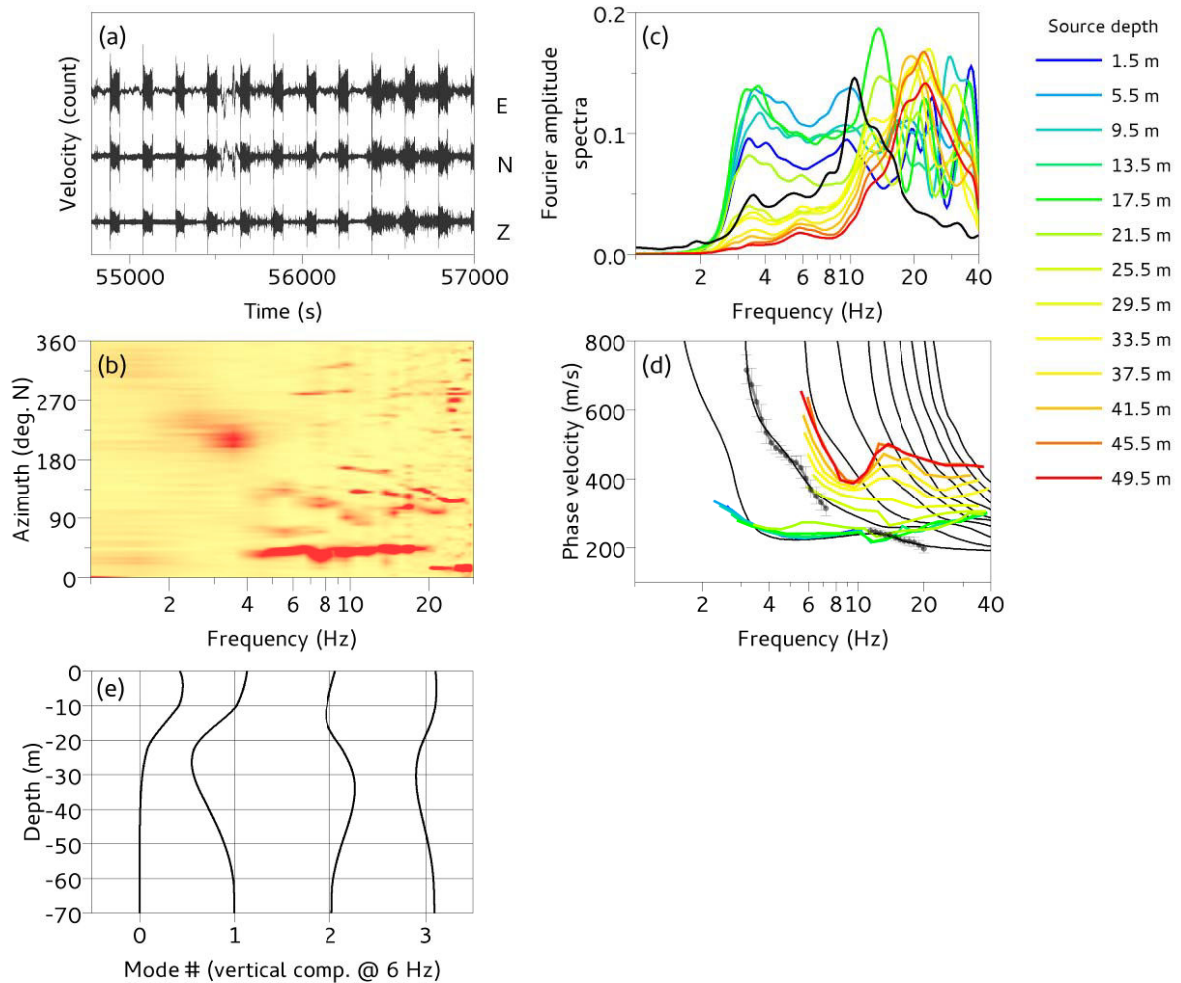 (a)
Velocity (count)
E
N
Z
55000 56000 57000
Time (s)
(c)
Fourier amplitude
spectra
0.2
0.1
0.0
2 4 6 8 10 20 40
Frequency (Hz)
Source depth
1.5 m
5.5 m
9.5 m
13.5 m
17.5 m
21.5 m
25.5 m
29.5 m
33.5 m
37.5 m
41.5 m
45.5 m
49.5 m
(b)
Azimuth (deg. N)
360
270
180
90
0
2 4 6 8 10 20
Frequency (Hz)
(d)
Phase velocity (m/s)
800
600
400
200
2 4 6 8 10 20 40
Frequency (Hz)
(e)
Depth (m)
0
-10
-20
-30
-40
-50
-60
-70
0 1 2 3
Mode # (vertical comp. @ 6 Hz)